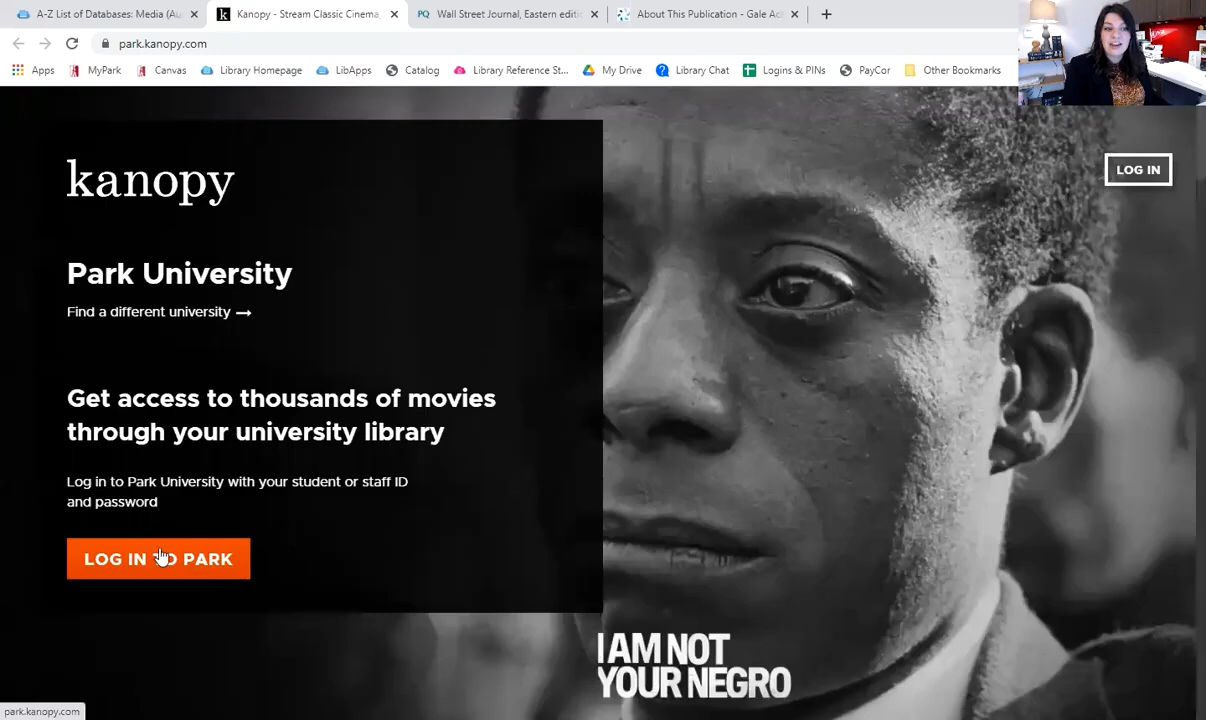 A-Z List of Databases: Media (Au
Kanopy - Stream Classic Cinema,
PQ
Wall Street Journal, Eastern editi
About This Publication - Gale Ac
park.kanopy.com
Apps
MyPark
Canvas
Library Homepage
LibApps
Catalog
Library Reference St...
My Drive
Library Chat
Logins & PINs
PayCor
Other Bookmarks
kanopy
LOG IN
Park University
Find a different university →
Get access to thousands of movies
through your university library
Log in to Park University with your student or staff ID
and password
LOG IN TO PARK
I AM NOT
YOUR NEGRO
park.kanopy.com